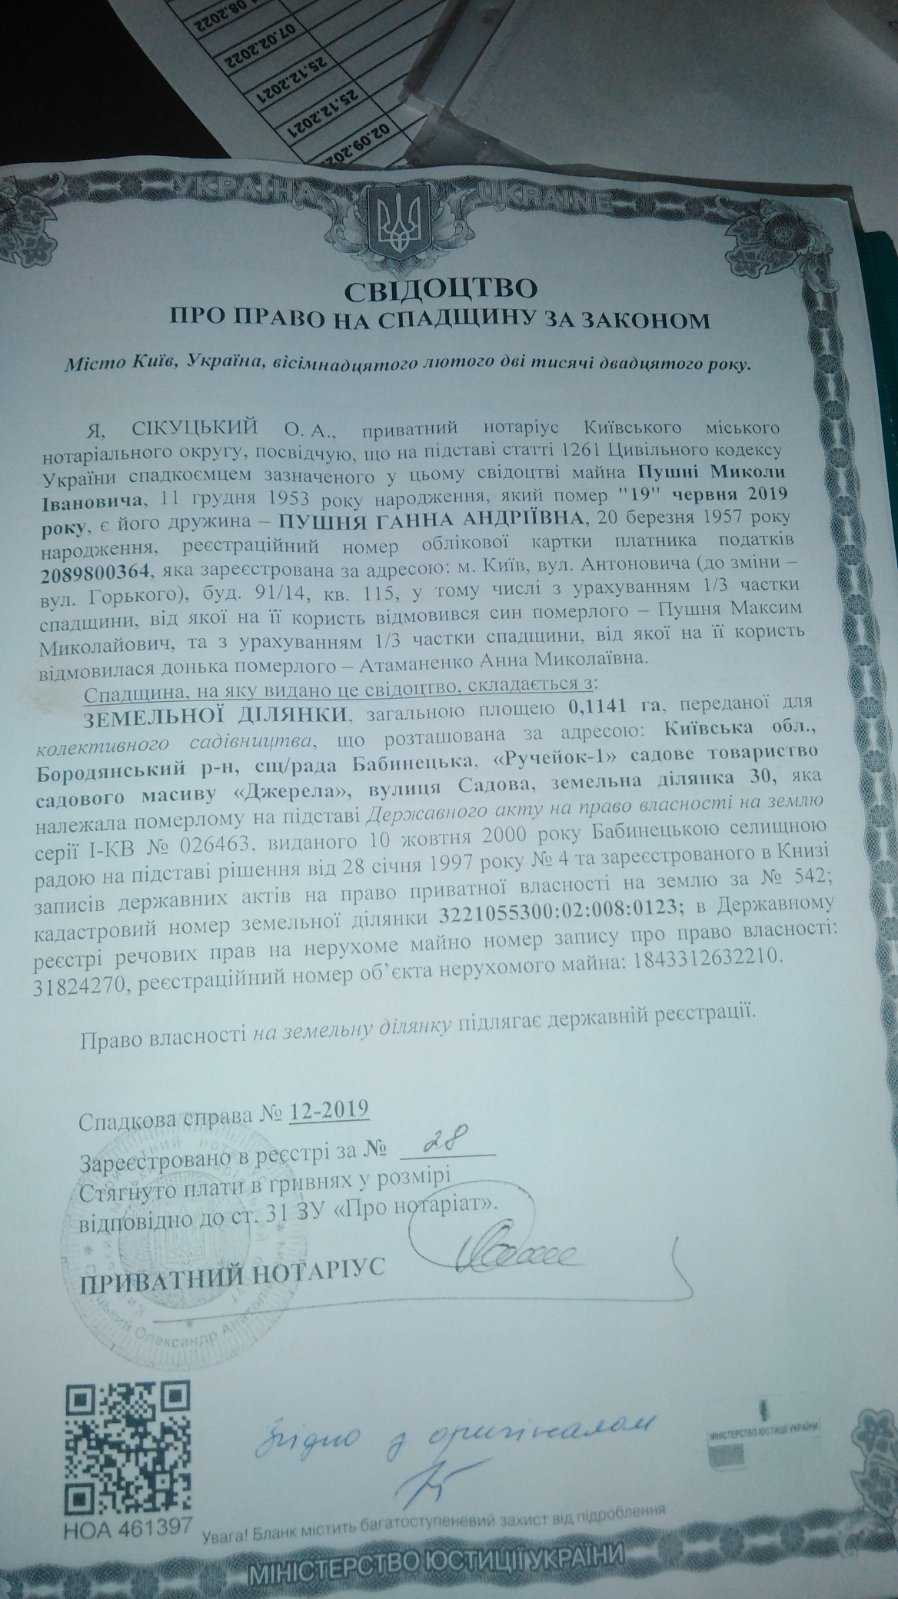 1.08.2022
07.02.2022
25.12.2021
25.12.2021
02.09.202
УКРАЇНА UKRAINE
СВІДОЦТВО
ПРО ПРАВО НА СПАДЩИНУ ЗА ЗАКОНОМ
Місто Київ, Україна, вісімнадцятого лютого дві тисячі двадцятого року.
Я, СІКУЦЬКИЙ О. А., приватний нотаріус Київського міського
нотаріального округу, посвідчую, що на підставі статті 1261 Цивільного кодексу
України спадкоємцем зазначеного у цьому свідоцтві майна Пушні Миколи
Івановича, 11 грудня 1953 року народження, який помер "19" червня 2019
року, є його дружина – ПУШНЯ ГАННА АНДРІЇВНА, 20 березня 1957 року
народження, реєстраційний номер облікової картки платника податків
2089800364, яка зареєстрована за адресою: м. Київ, вул. Антоновича (до зміни –
вул. Горького), буд. 91/14, кв. 115, у тому числі з урахуванням 1/3 частки
спадщини, від якої на її користь відмовився син померлого – Пушня Максим
Миколайович, та з урахуванням 1/3 частки спадщини, від якої на її користь
відмовилася донька померлого – Атаманенко Анна Миколаївна.
Спадщина, на яку видано це свідоцтво, складається з:
ЗЕМЕЛЬНОЇ ДІЛЯНКИ, загальною площею 0,1141 га, переданої для
колективного садівництва, що розташована за адресою: Київська обл.,
Бородянський р-н, сщ/рада Бабинецька, «Ручейок-1» садове товариство
садового масиву «Джерела», вулиця Садова, земельна ділянка 30, яка
належала померлому на підставі Державного акту на право власності на землю
серії І-КВ № 026463, виданого 10 жовтня 2000 року Бабинецькою селищною
радою на підставі рішення від 28 січня 1997 року № 4 та зареєстрованого в Книзі
записів державних актів на право приватної власності на землю за № 542;
кадастровий номер земельної ділянки 3221055300:02:008:0123; в Державному
реєстрі речових прав на нерухоме майно номер запису про право власності:
31824270, реєстраційний номер об’єкта нерухомого майна: 1843312632210.
Право власності на земельну ділянку підлягає державній реєстрації.
Спадкова справа № 12-2019
Зареєстровано в реєстрі за № 28
Стягнуто плати в гривнях у розмірі
відповідно до ст. 31 ЗУ «Про нотаріат».
ПРИВАТНИЙ НОТАРІУС
Олександр
Згідно з оригіналом
МІНІСТЕРСТВО ЮСТИЦІЇ УКРАЇНИ
НОА 461397
Увага! Бланк містить багатоступеневий захист від підроблення
МІНІСТЕРСТВО ЮСТИЦІЇ УКРАЇНИ